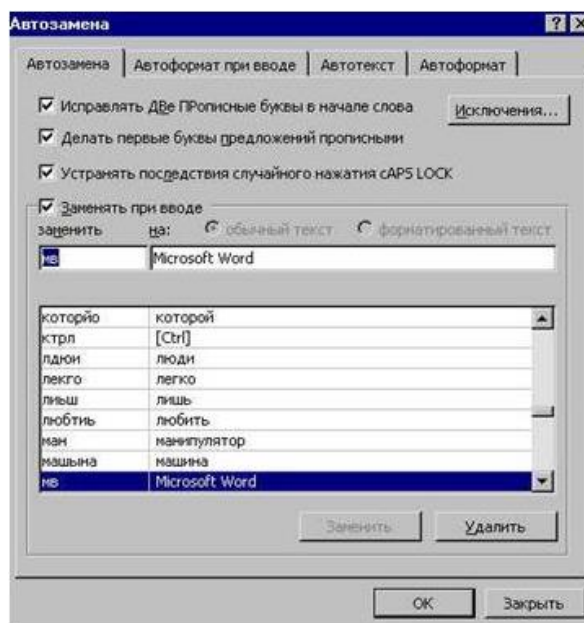 Автозамена
Автозамена Автоформат при вводе Автотекст Автоформат
Исправлять ДВе ПРописные буквы в начале слова Исключения...
Делать первые буквы предложений прописными
Устранять последствия случайного нажатия cAPS LOCK
Заменять при вводе
заменить на: обычный текст форматированный текст
мв Microsoft Word
которйо которой
ктрл [Ctrl]
лдюи люди
лекго легко
лиьш лишь
любтиь любить
ман манипулятор
машына машина
мв Microsoft Word
Заменить Удалить
ОК Закрыть